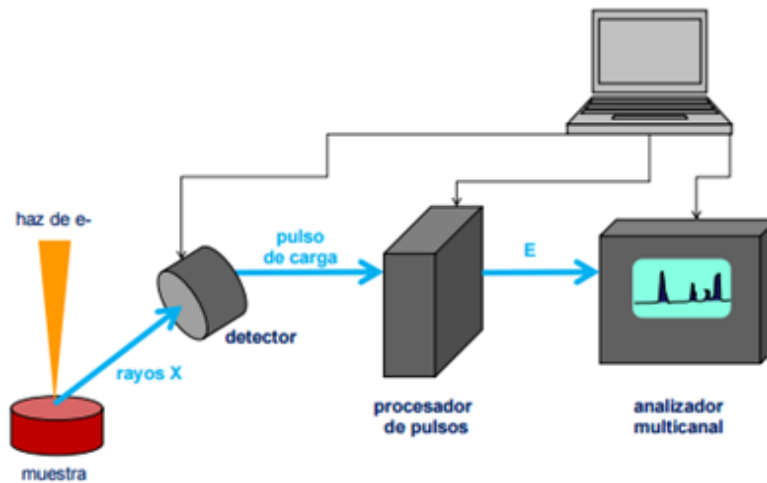 haz de e-
pulso
de carga
E
detector
rayos X
procesador
de pulsos
analizador
multicanal
muestra